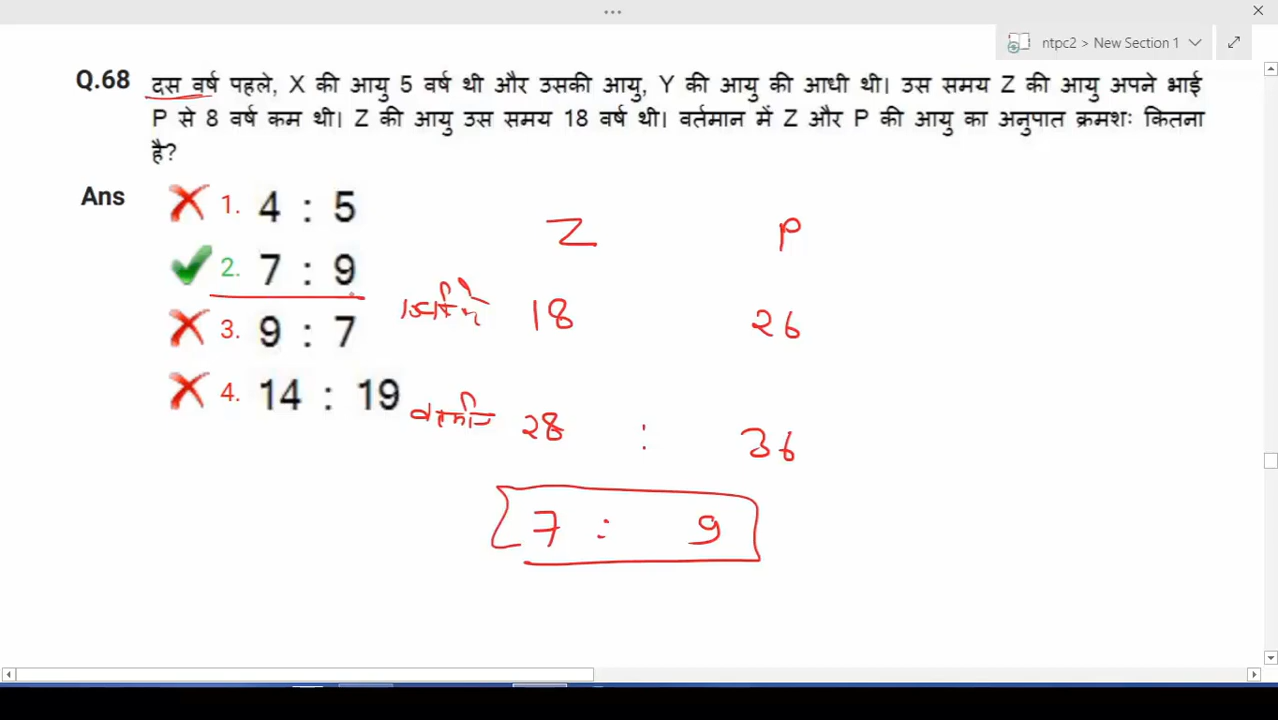 ntpc2 > New Section 1
Q.68 दस वर्ष पहले, X की आयु 5 वर्ष थी और उसकी आयु, Y की आयु की आधी थी। उस समय Z की आयु अपने भाई
P से 8 वर्ष कम थी। Z की आयु उस समय 18 वर्ष थी। वर्तमान में Z और P की आयु का अनुपात क्रमशः कितना
है?
Ans
1. 4 : 5
2. 7 : 9
3. 9 : 7
4. 14 : 19
Z P
18 26
28 : 36
7 : 9